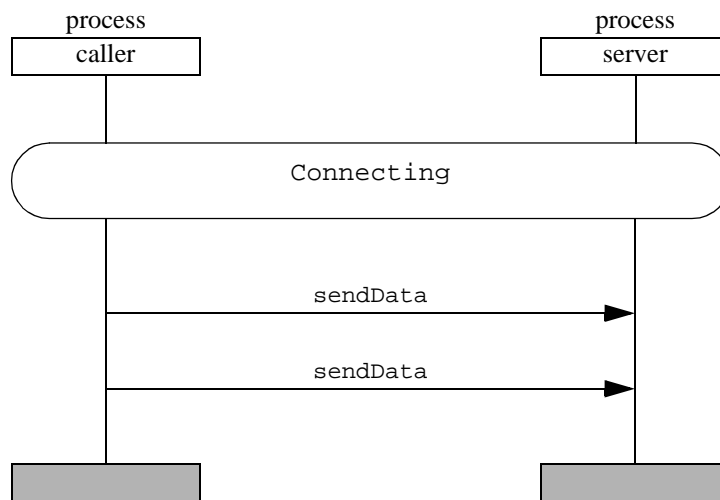 process
process
caller
server
Connecting
sendData
sendData